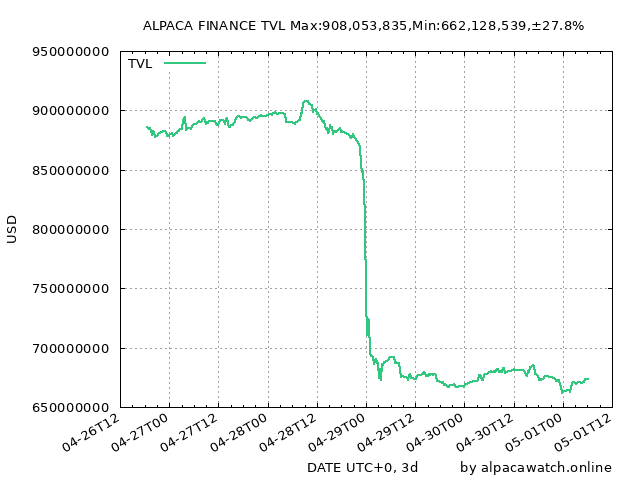 ALPACA FINANCE TVL Max:908,053,835,Min:662,128,539,±27.8%
TVL
950000000
900000000
850000000
800000000
750000000
700000000
650000000
USD
04-26T12
04-27T00
04-27T12
04-28T00
04-28T12
04-29T00
04-29T12
04-30T00
04-30T12
05-01T00
05-01T12
DATE UTC+0, 3d
by alpacawatch.online